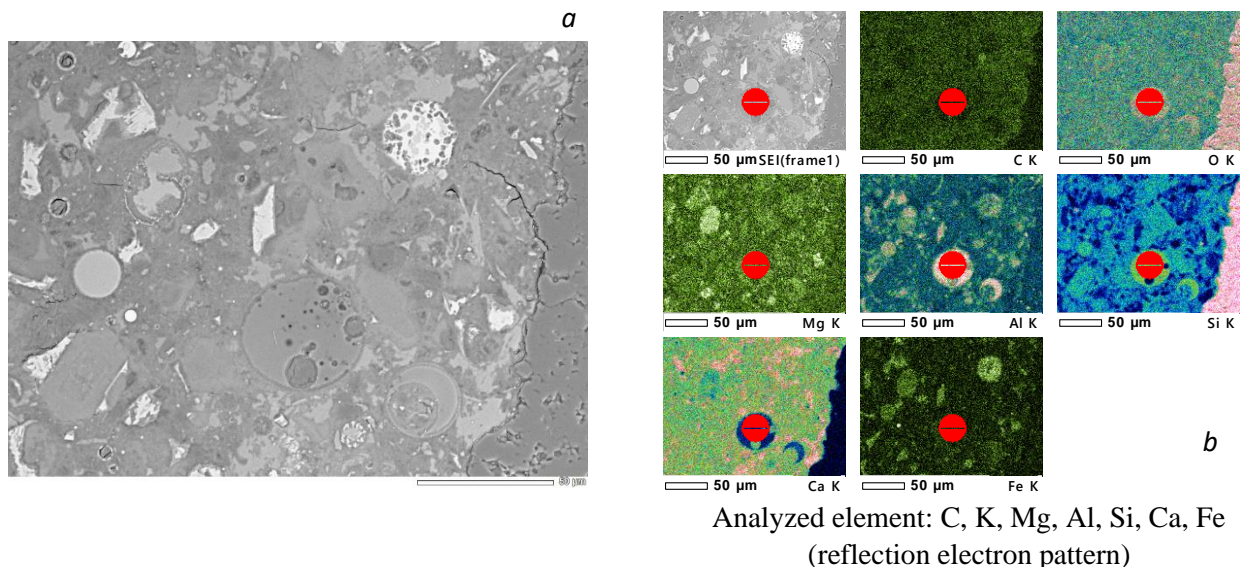 a
50 μm
50 μm SEI(frame1)
50 μm C K
50 μm O K
50 μm Mg K
50 μm Al K
50 μm Si K
50 μm Ca K
50 μm Fe K
b
Analyzed element: C, K, Mg, Al, Si, Ca, Fe
(reflection electron pattern)